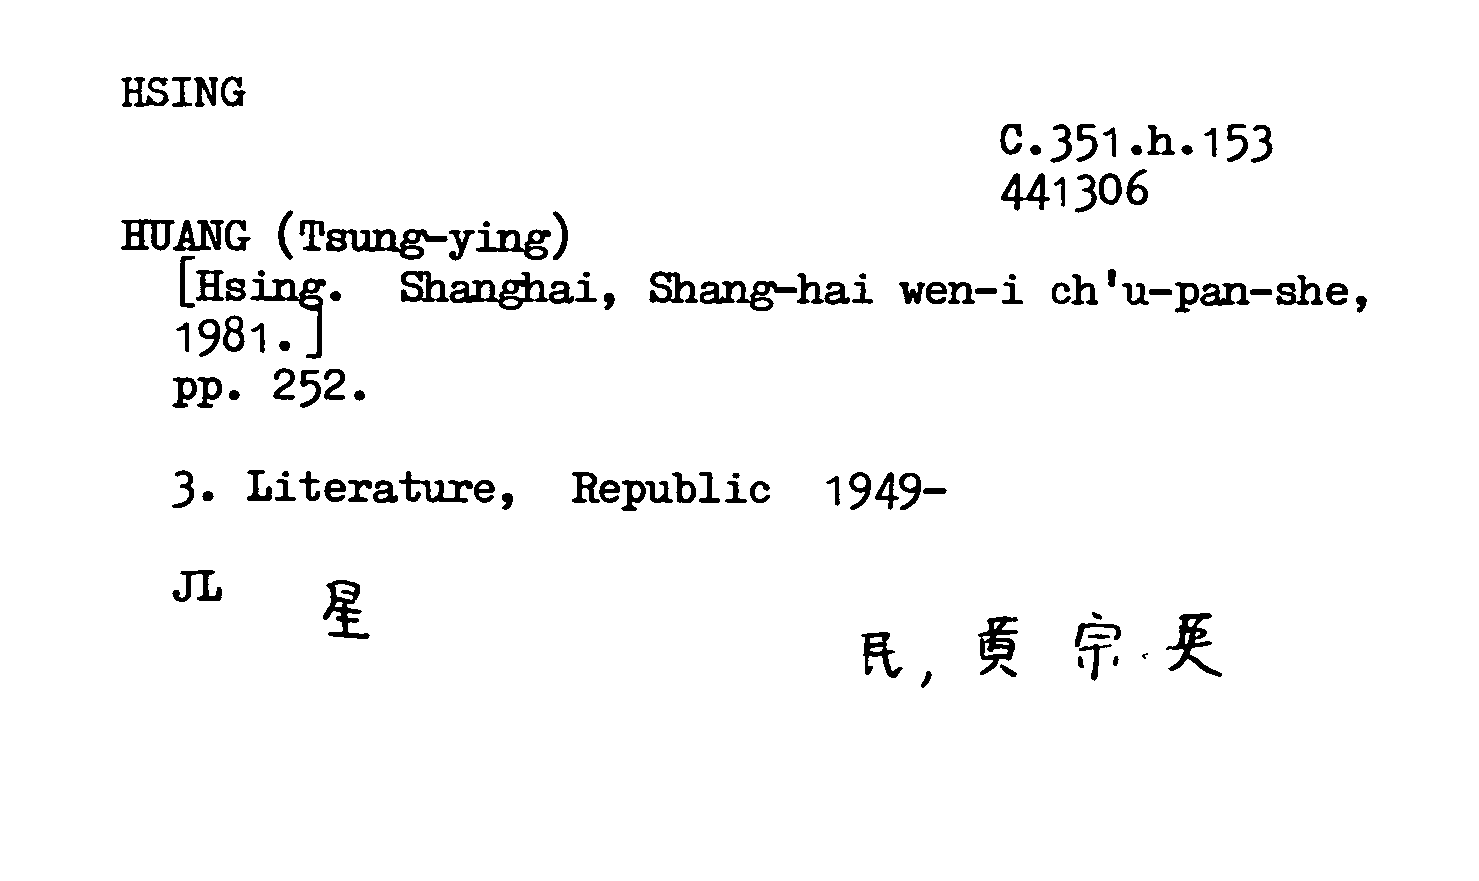 HSING
C.351.h.153
441306
HUANG (Tsung-ying)
[Hsing. Shanghai, Shang-hai wen-i ch'u-pan-she,
1981.]
pp. 252.
3. Literature, Republic 1949-
JL 星
民, 黄宗英